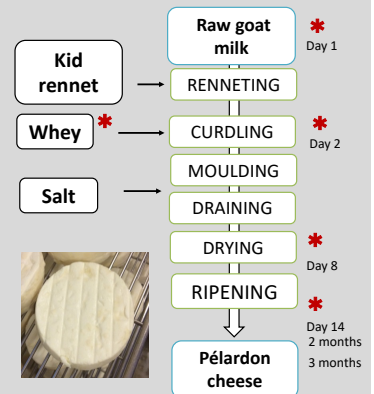 Raw goat
milk
*
Day 1
Kid
rennet
RENNETING
Whey *
CURDLING
*
Day 2
MOULDING
Salt
DRAINING
DRYING
*
Day 8
RIPENING
*
Day 14
2 months
3 months
Pélardon
cheese